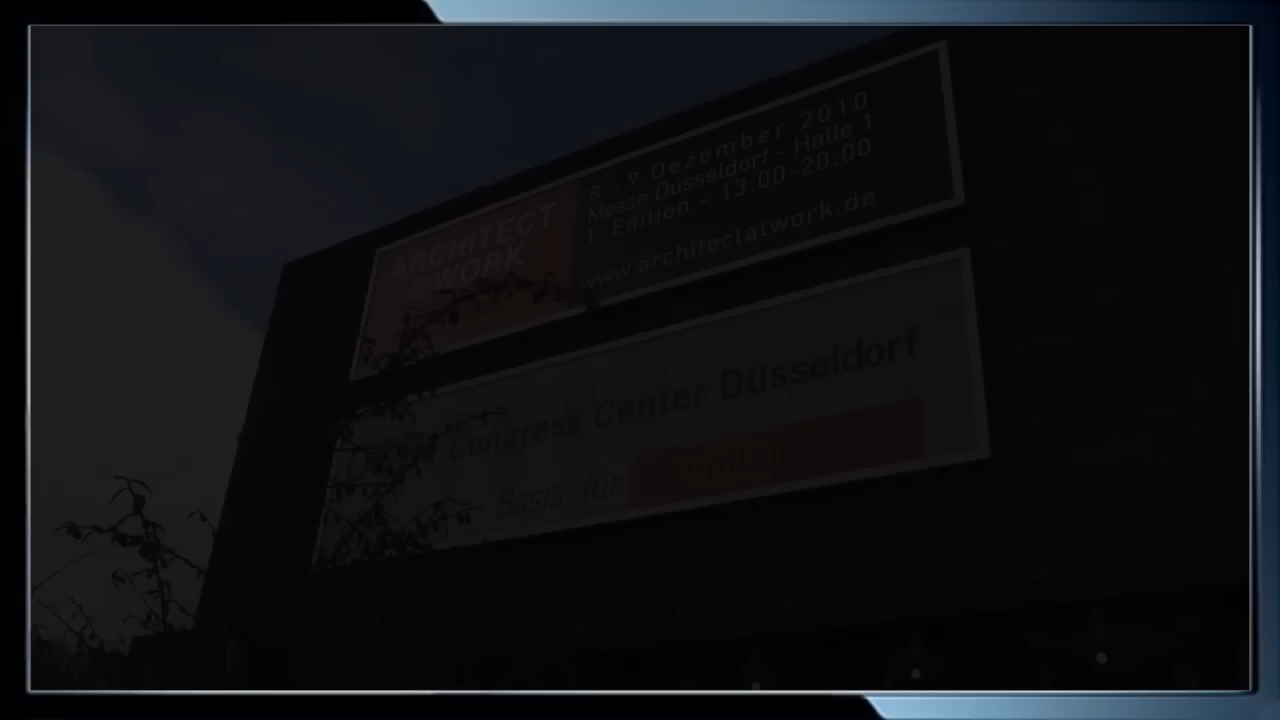 ARCHITECT
@WORK
8. - 9. Dezember 2010
Messe Düsseldorf - Halle 1
1. Edition - 13:00-20:00
www.architectatwork.de
Congress Center Düsseldorf
Basis für